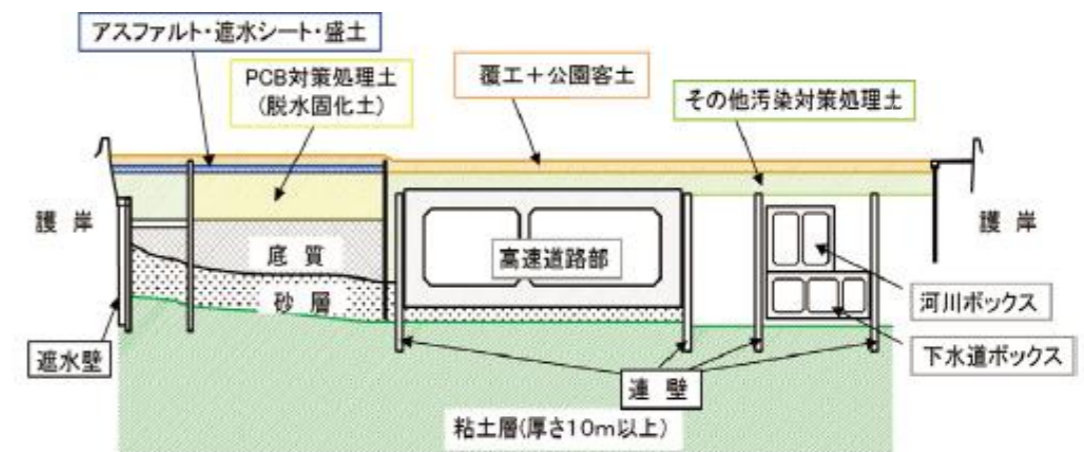 アスファルト・遮水シート・盛土
PCB対策処理土
(脱水固化土)
覆工＋公園客土
その他汚染対策処理土
護岸
護岸
底質
高速道路部
砂層
河川ボックス
下水道ボックス
遮水壁
連壁
粘土層(厚さ10m以上)